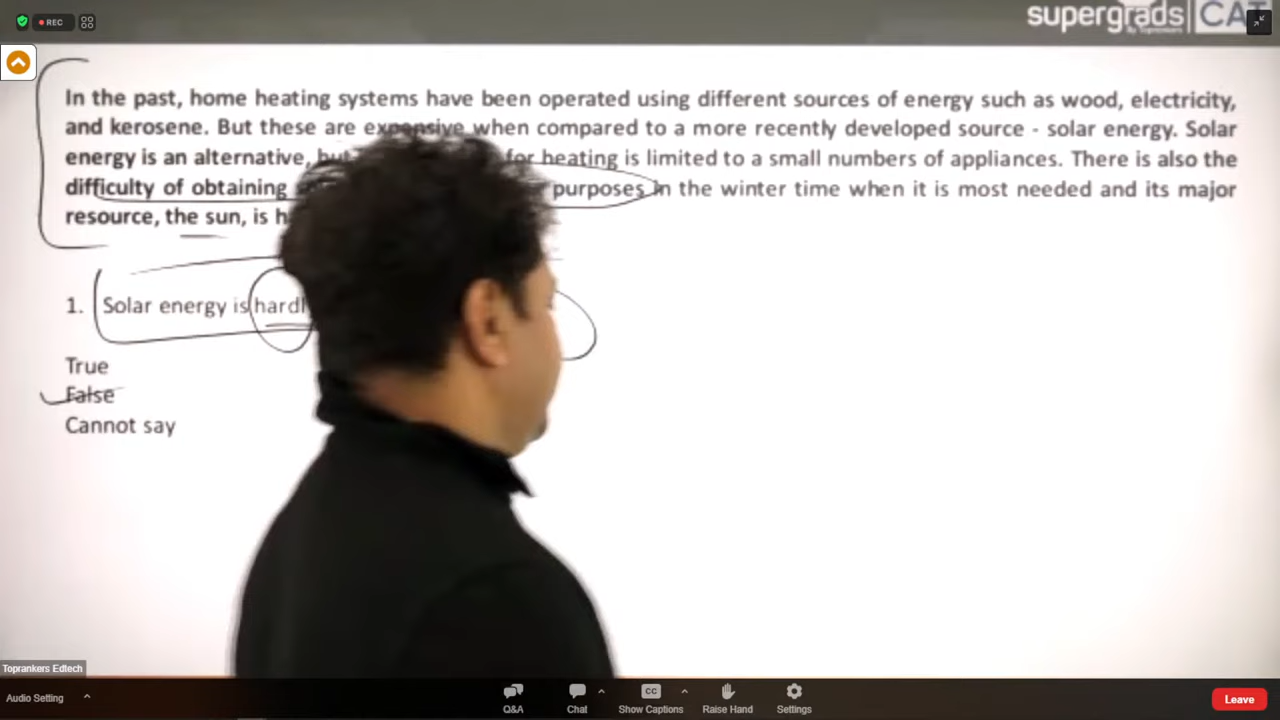 REC
supergrads CAT
By Toprankers
In the past, home heating systems have been operated using different sources of energy such as wood, electricity,
and kerosene. But these are expensive when compared to a more recently developed source - solar energy. Solar
energy is an alternative, for heating is limited to a small numbers of appliances. There is also the
difficulty of obtaining purposes in the winter time when it is most needed and its major
resource, the sun, is
1. Solar energy is
True
False
Cannot say
Toprankers Edtech
Audio Setting
Q&A
Chat
CC
Show Captions
Raise Hand
Settings
Leave